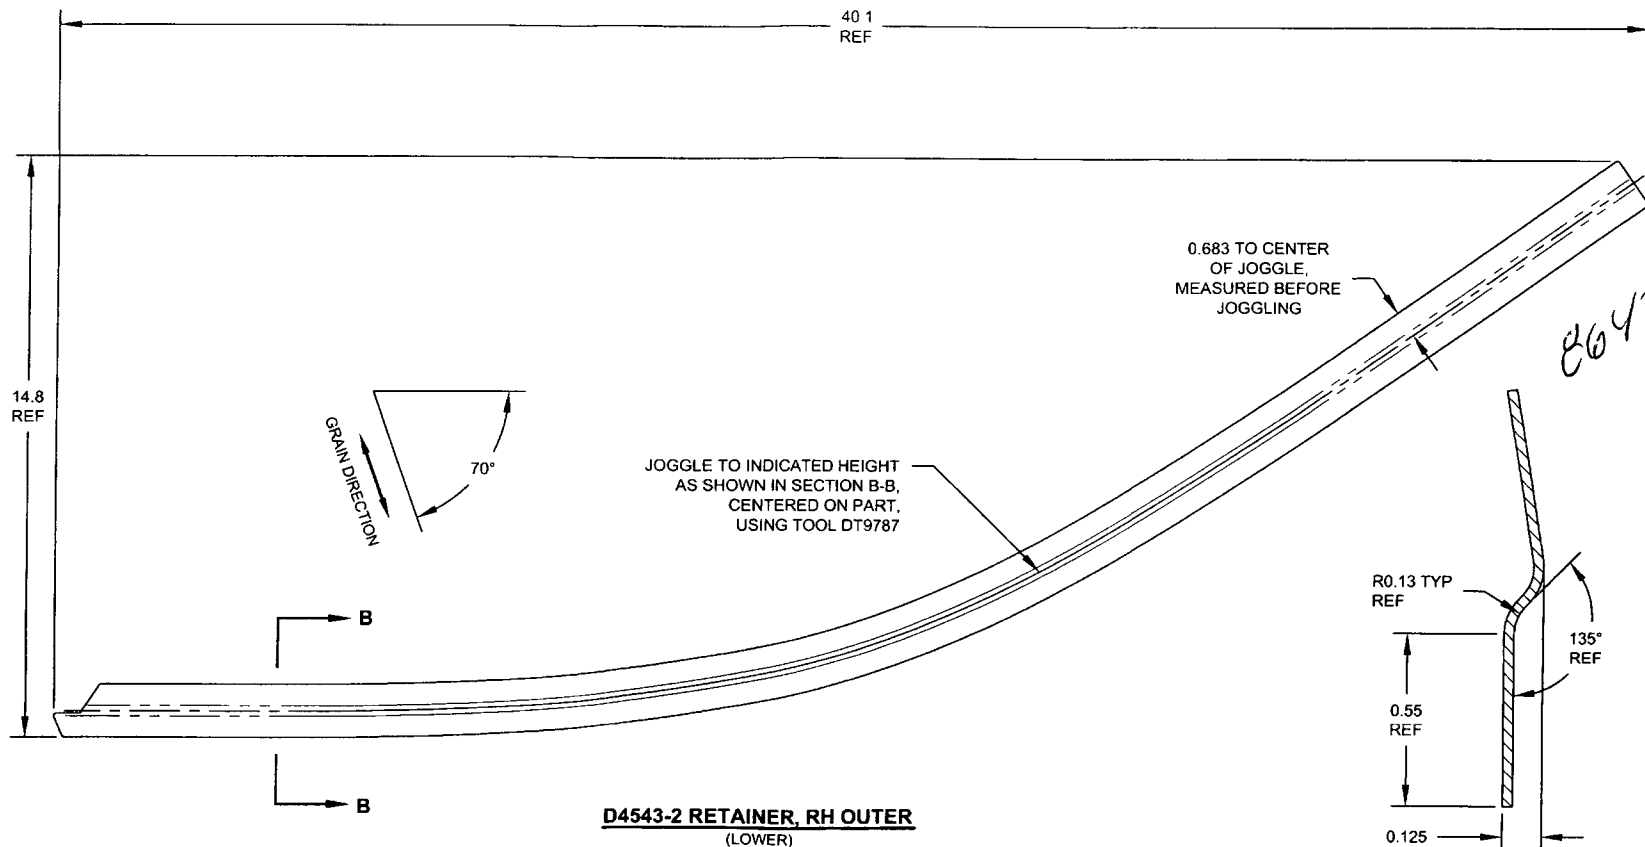 40.1
REF
0.683 TO CENTER
OF JOGGLE,
MEASURED BEFORE
JOGGLING
14.8
REF
GRAIN DIRECTION
70°
JOGGLE TO INDICATED HEIGHT
AS SHOWN IN SECTION B-B,
CENTERED ON PART,
USING TOOL DT9787
R0.13 TYP
REF
135°
REF
0.55
REF
B
B
0.125
D4543-2 RETAINER, RH OUTER
(LOWER)